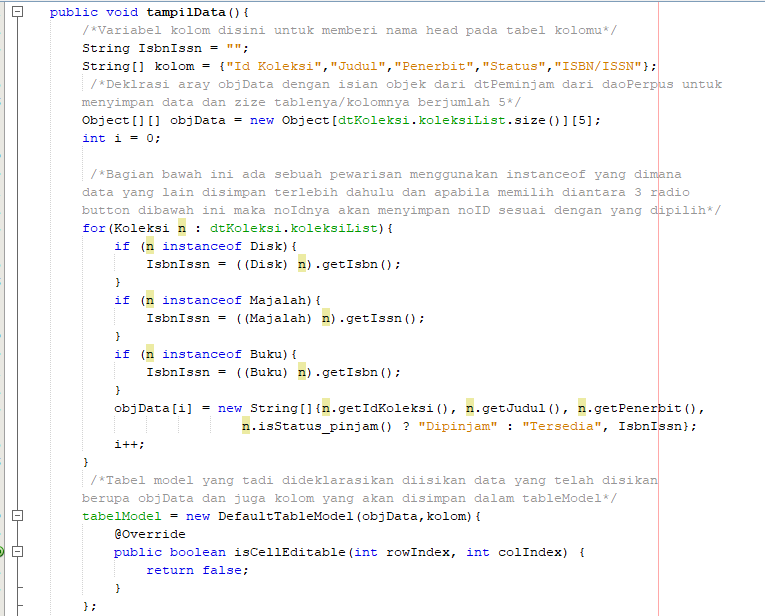 public void tampilData(){
/*Variabel kolom disini untuk memberi nama head pada tabel kolomu*/
String IsbnIssn = "";
String[] kolom = {"Id Koleksi","Judul","Penerbit","Status","ISBN/ISSN"};
/*Deklrasi aray objData dengan isian objek dari dtPeminjam dari daoPerpus untuk
menyimpan data dan zize tablenya/kolomnya berjumlah 5*/
Object[][] objData = new Object[dtKoleksi.koleksiList.size()][5];
int i = 0;
/*Bagian bawah ini ada sebuah pewarisan menggunakan instanceof yang dimana
data yang lain disimpan terlebih dahulu dan apabila memilih diantara 3 radio
button dibawah ini maka noIdnya akan menyimpan noID sesuai dengan yang dipilih*/
for(Koleksi n : dtKoleksi.koleksiList){
if (n instanceof Disk){
IsbnIssn = ((Disk) n).getIsbn();
}
if (n instanceof Majalah){
IsbnIssn = ((Majalah) n).getIssn();
}
if (n instanceof Buku){
IsbnIssn = ((Buku) n).getIsbn();
}
objData[i] = new String[]{n.getIdKoleksi(), n.getJudul(), n.getPenerbit(),
n.isStatus_pinjam() ? "Dipinjam" : "Tersedia", IsbnIssn};
i++;
}
/*Tabel model yang tadi dideklarasikan diisikan data yang telah disikan
berupa objData dan juga kolom yang akan disimpan dalam tableModel*/
tabelModel = new DefaultTableModel(objData,kolom){
@Override
public boolean isCellEditable(int rowIndex, int colIndex) {
return false;
}
};